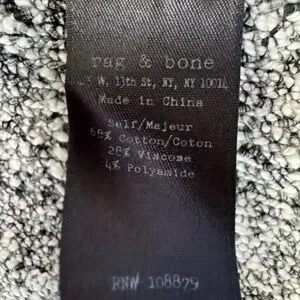 rag & bone
W. 13th St, NY, NY 10014
Made in China
Self/Majeur
68% Cotton/Coton
28% Viscose
4% Polyamide
RNW 108879